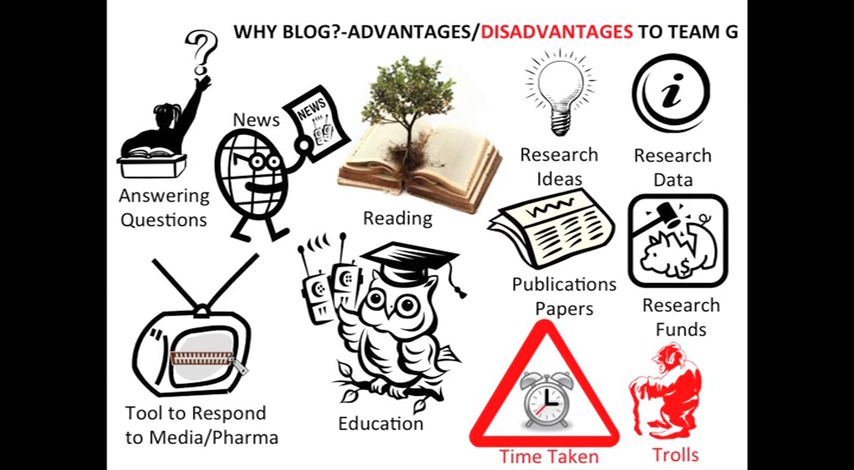 WHY BLOG?-ADVANTAGES/DISADVANTAGES TO TEAM G
News
NEWS
Answering
Questions
Reading
Research
Ideas
Research
Data
Publications
Papers
Research
Funds
Tool to Respond
to Media/Pharma
Education
Time Taken
Trolls